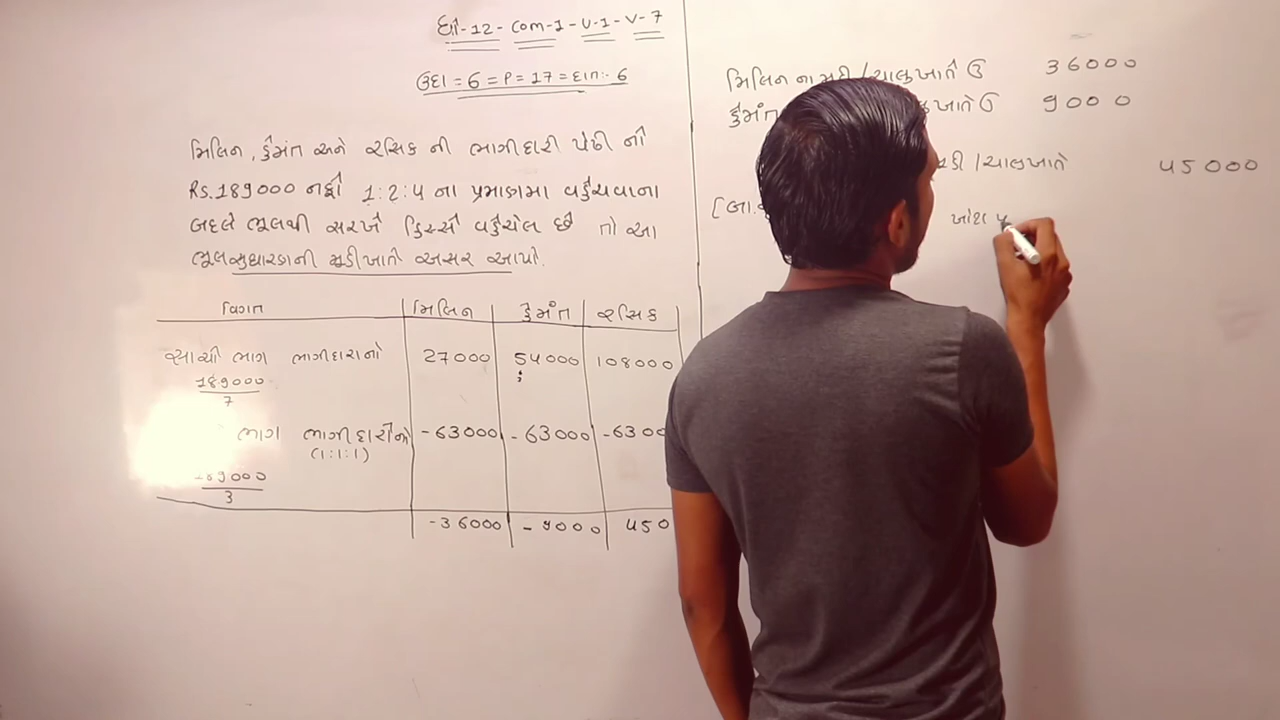 ધો-12-Com-1-U-1-V-7
ઉદા = 6 = P = 17 = દાખ:- 6
મિલિન, હેમંત અને રસિક ની ભાગીદારી પેઢી નો
RS.189000 નફો 1:2:4 ના પ્રમાણમા વહેંચવાના
બદલે ભૂલથી સરખે હિસ્સે વહેંચેલ છે તો આ
ભૂલસુધારણાની મૂડીખાતે અસર આપો.
વિગત મિલિન હેમંત રસિક
સાચો ભાગ ભાગીદારોનો 27000 54000 108000
189000
7
ભાગ ભાગીદારોનો -63000 -63000 -6300
(1:1:1)
89000
3
-36000 -9000 450
મિલિન ના મૂડી/ચાલુખાતે ઉ 36000
હેમંત ખાતે ઉ 9000
ડી/ચાલુખાતે 45000
[બા.